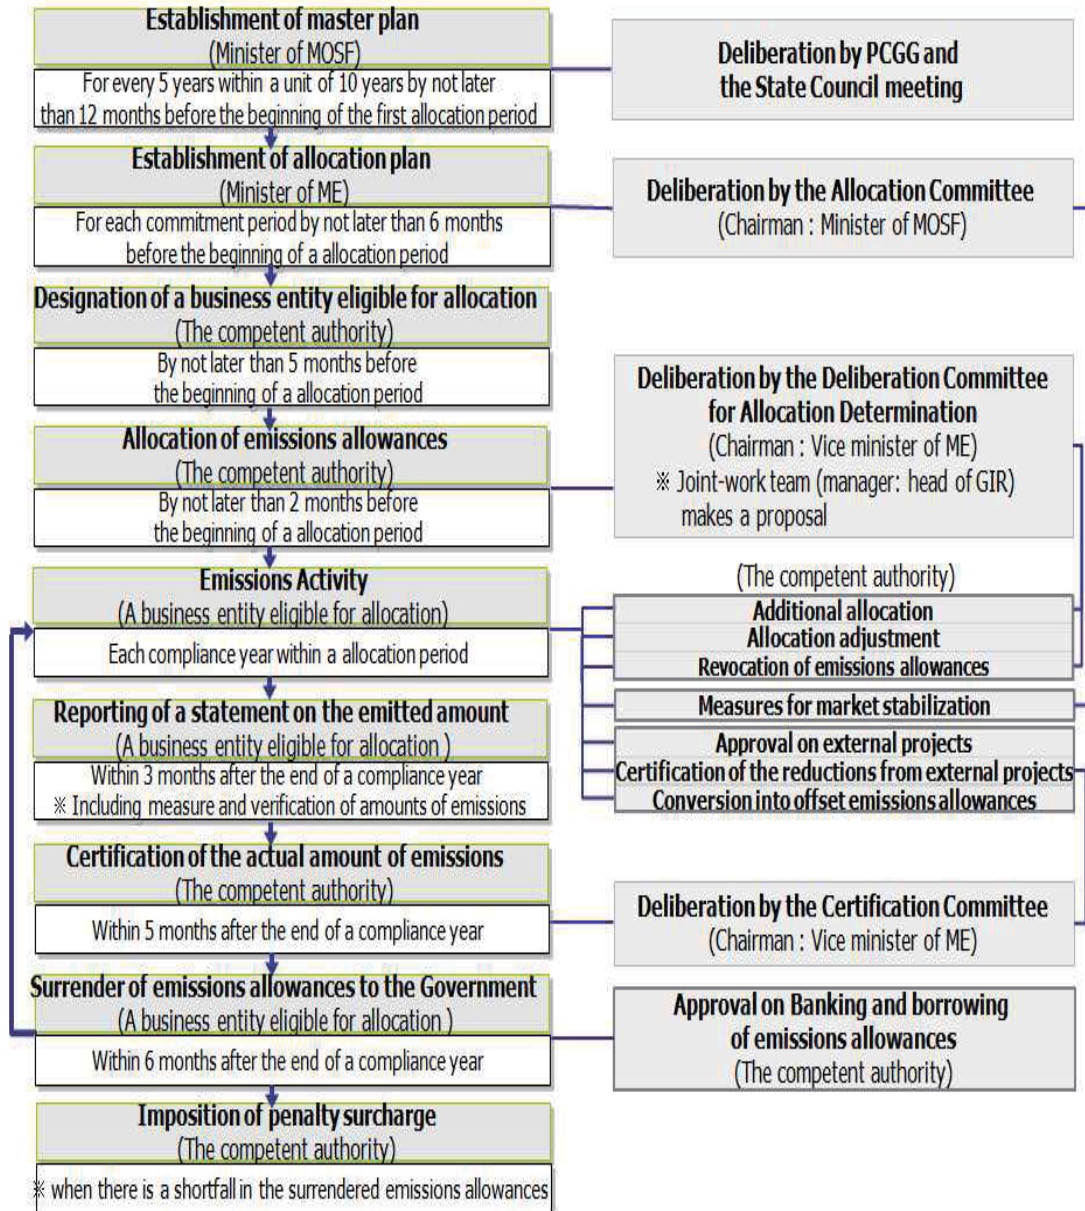 Establishment of master plan
(Minister of MOSF)
For every 5 years within a unit of 10 years by not later
than 12 months before the beginning of the first allocation period
Deliberation by PCGG and
the State Council meeting
Establishment of allocation plan
(Minister of ME)
For each commitment period by not later than 6 months
before the beginning of a allocation period
Deliberation by the Allocation Committee
(Chairman : Minister of MOSF)
Designation of a business entity eligible for allocation
(The competent authority)
By not later than 5 months before
the beginning of a allocation period
Allocation of emissions allowances
(The competent authority)
By not later than 2 months before
the beginning of a allocation period
Deliberation by the Deliberation Committee
for Allocation Determination
(Chairman : Vice minister of ME)
※ Joint-work team (manager: head of GIR)
makes a proposal
Emissions Activity
(A business entity eligible for allocation)
Each compliance year within a allocation period
(The competent authority)
Additional allocation
Allocation adjustment
Revocation of emissions allowances
Measures for market stabilization
Approval on external projects
Certification of the reductions from external projects
Conversion into offset emissions allowances
Reporting of a statement on the emitted amount
(A business entity eligible for allocation )
Within 3 months after the end of a compliance year
※ Including measure and verification of amounts of emissions
Certification of the actual amount of emissions
(The competent authority)
Within 5 months after the end of a compliance year
Deliberation by the Certification Committee
(Chairman : Vice minister of ME)
Surrender of emissions allowances to the Government
(A business entity eligible for allocation )
Within 6 months after the end of a compliance year
Approval on Banking and borrowing
of emissions allowances
(The competent authority)
Imposition of penalty surcharge
(The competent authority)
※ when there is a shortfall in the surrendered emissions allowances